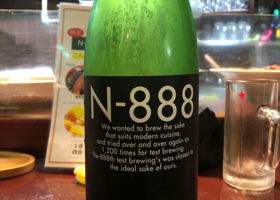 N-888
We wanted to brew the sake
that suits modern cuisine,
and tried over and over again as
1,200 times for test brewing.
The 888th test brewing's was closed to
the ideal sake of ours.